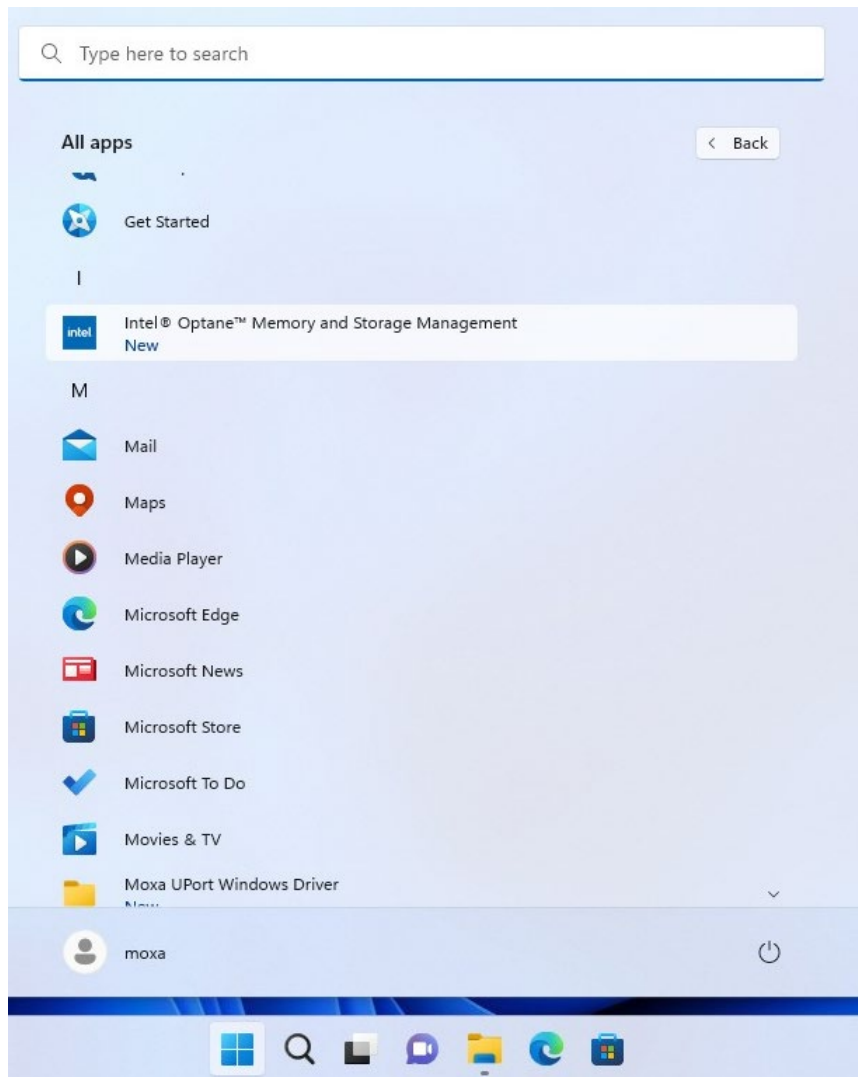 Type here to search
All apps
Back
Get Started
I
intel
Intel® Optane™ Memory and Storage Management
New
M
Mail
Maps
Media Player
Microsoft Edge
Microsoft News
Microsoft Store
Microsoft To Do
Movies & TV
Moxa UPort Windows Driver
New
moxa